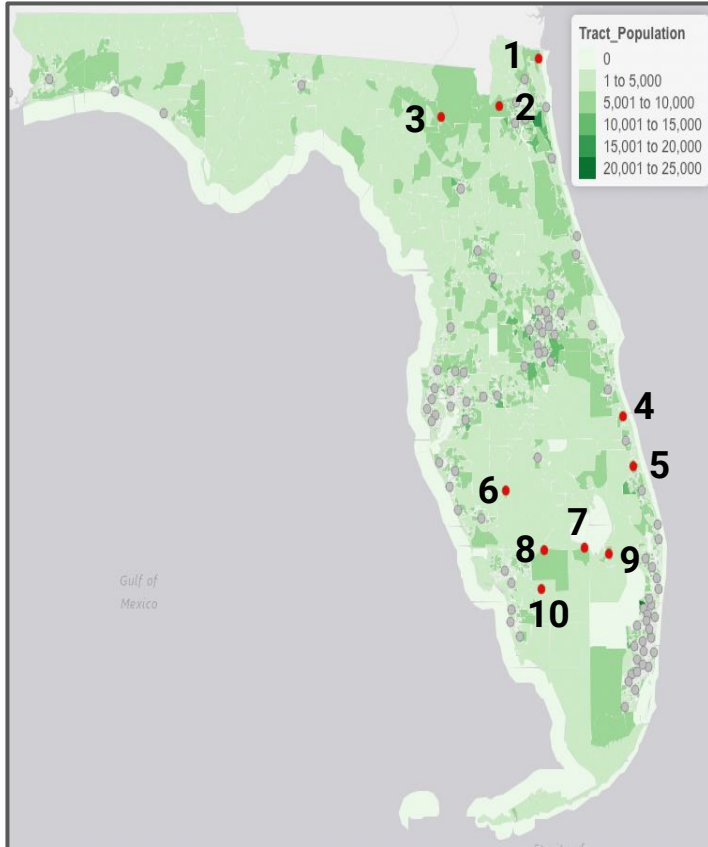 Tract_Population
0
1 to 5,000
5,001 to 10,000
10,001 to 15,000
15,001 to 20,000
20,001 to 25,000
1
2
3
4
5
6
7
8
9
10
Gulf of
Mexico